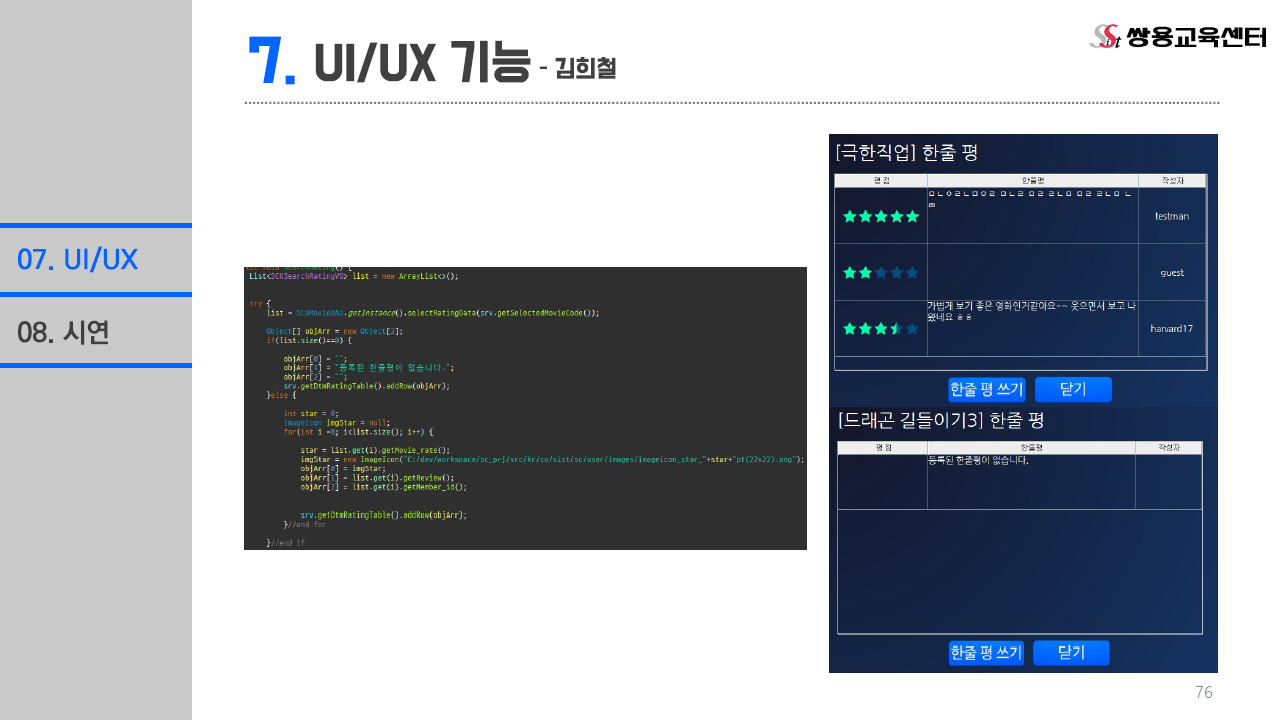 7. UI/UX 기능 - 김희철
Sist 쌍용교육센터
07. UI/UX
08. 시연
List<SCUSearchRatingVO> list = new ArrayList<>();
try {
list = SCUMovieDAO.getInstance().selectRatingData(srv.getSelectedMovieCode());
Object[] objArr = new Object[3];
if(list.size()==0) {
objArr[0] = "";
objArr[1] = "등록된 한줄평이 없습니다.";
objArr[2] = "";
srv.getDtmRatingTable().addRow(objArr);
}else {
int star = 0;
ImageIcon imgStar = null;
for(int i =0; i<list.size(); i++) {
star = list.get(i).getMovie_rate();
imgStar = new ImageIcon("C:/dev/workspace/sc_prj/src/kr/co/sist/sc/user/images/imageicon_star_"+star+"pt(22x22).png");
objArr[0] = imgStar;
objArr[1] = list.get(i).getReview();
objArr[2] = list.get(i).getMember_id();
srv.getDtmRatingTable().addRow(objArr);
}//end for
}//end if
[극한직업] 한줄 평
평점 한줄평 작성자
testman
guest
가볍게 보기 좋은 영화인거같아요~~ 웃으면서 보고 나
왔네요 ㅎㅎ
harvard17
한줄 평 쓰기 닫기
[드래곤 길들이기3] 한줄 평
평점 한줄평 작성자
등록된 한줄평이 없습니다.
한줄 평 쓰기 닫기
76